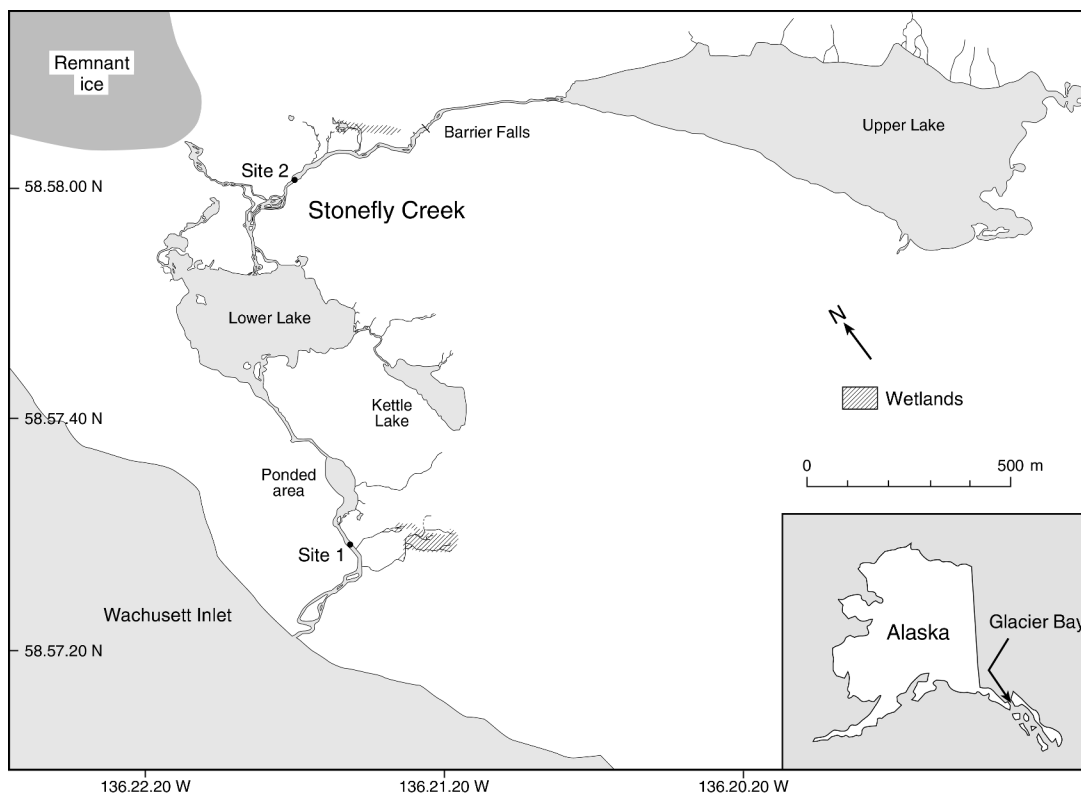 Remnant
ice
Barrier Falls
Upper Lake
Site 2
58.58.00 N
Stonefly Creek
Lower Lake
N
Wetlands
Kettle
Lake
58.57.40 N
Ponded
area
0 500 m
Site 1
Wachusett Inlet
Glacier Bay
Alaska
58.57.20 N
136.22.20 W 136.21.20 W 136.20.20 W